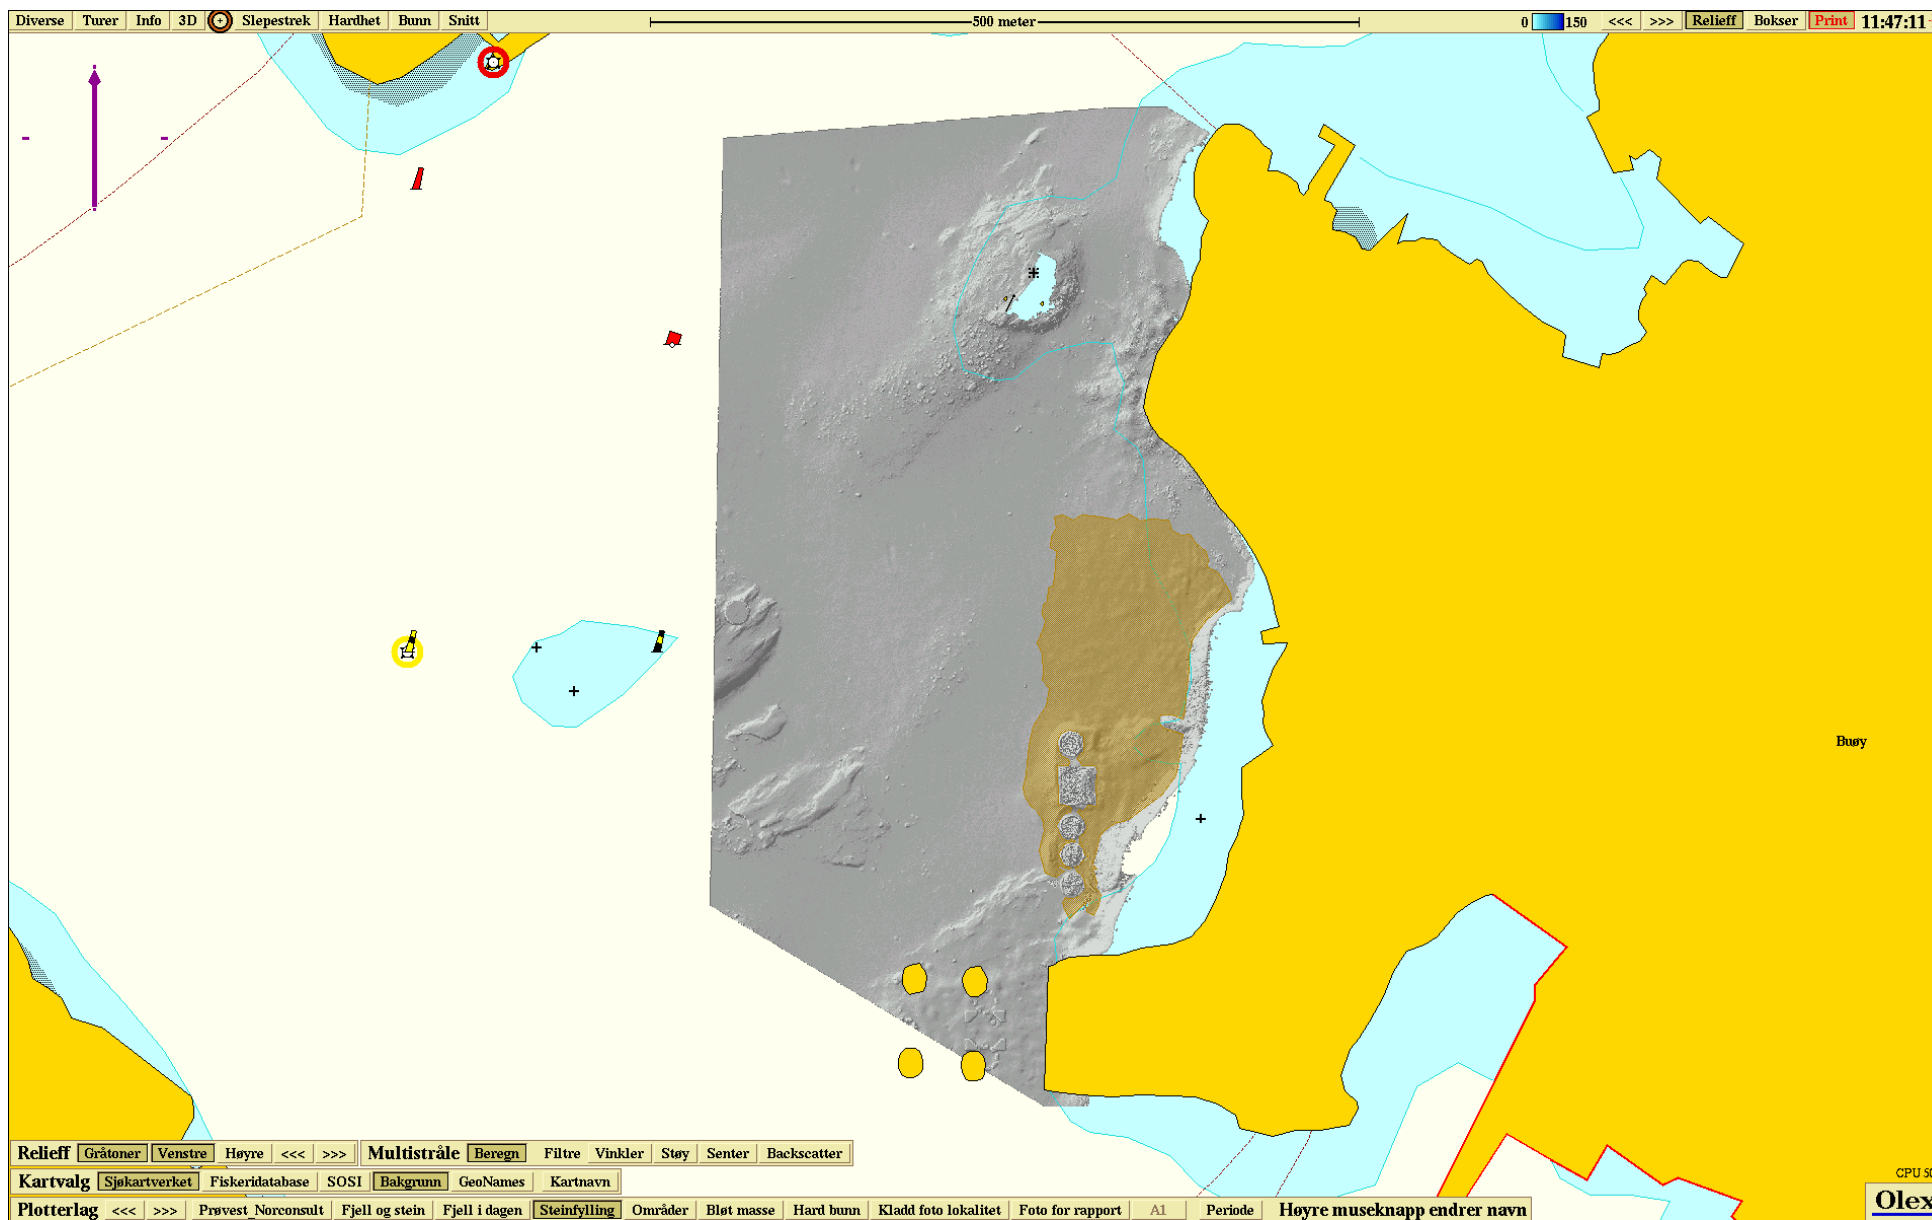 Diverse Turer Info 3D Slepestrek Hardhet Bunn Snitt 500 meter 0 150 <<< >>> Relieff Bokser Print 11:47:11
Buøy
Relieff Gråtoner Venstre Høyre <<< >>> Multistråle Beregn Filtre Vinkler Støy Senter Backscatter
Kartvalg Sjøkartverket Fiskeridatabase SOSI Bakgrunn GeoNames Kartnavn
CPU 50
Plotterlag <<< >>> Prøvest_Norconsult Fjell og stein Fjell i dagen Steinfylling Områder Bløt masse Hard bunn Kladd foto lokalitet Foto for rapport A1 Periode Høyre museknapp endrer navn
Olex